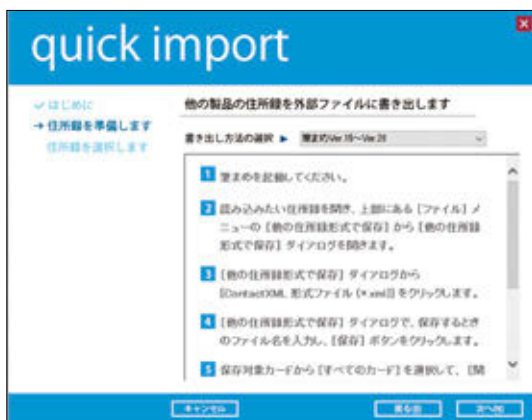 quick import
✓はじめに
→住所録を準備します
住所録を選択します
他の製品の住所録を外部ファイルに書き出します
書き出し方法の選択 ▶ 筆まめVer.15～Ver.26
1 筆まめを起動してください。
2 読み込みたい住所録を開き、上部にある [ファイル] メ
ニューの [他の住所録形式で保存] から [他の住所録
形式で保存] ダイアログを開きます。
3 [他の住所録形式で保存] ダイアログから
[ContactXML 形式ファイル (*.xml)] をクリックします。
4 [他の住所録形式で保存] ダイアログで、保存するとき
のファイル名を入力し、[保存] ボタンをクリックします。
5 保存対象カードから [すべてのカード] を選択して、[閉
キャンセル
戻る(B)
次へ(N)